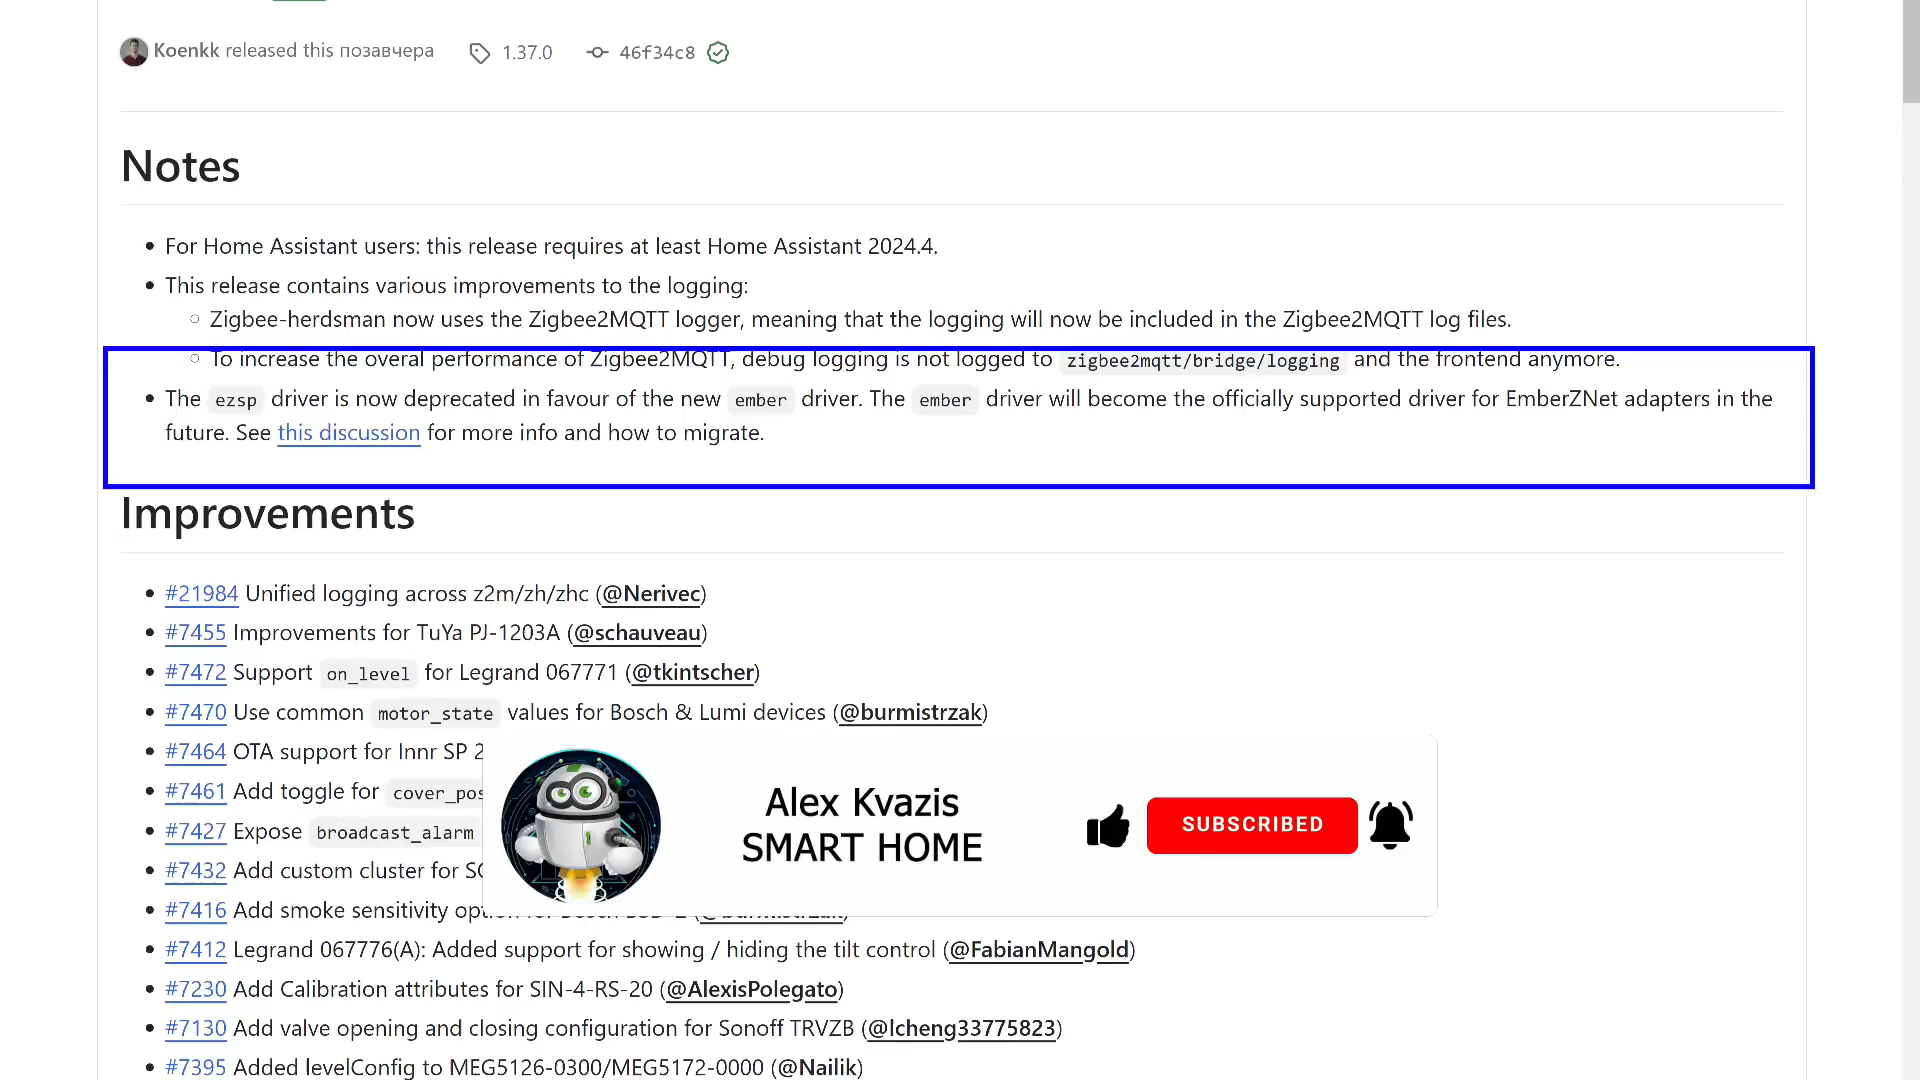 Koenkk released this позавчера 1.37.0 46f34c8
Notes
For Home Assistant users: this release requires at least Home Assistant 2024.4.
This release contains various improvements to the logging:
Zigbee-herdsman now uses the Zigbee2MQTT logger, meaning that the logging will now be included in the Zigbee2MQTT log files.
To increase the overal performance of Zigbee2MQTT, debug logging is not logged to zigbee2mqtt/bridge/logging and the frontend anymore.
The ezsp driver is now deprecated in favour of the new ember driver. The ember driver will become the officially supported driver for EmberZNet adapters in the
future. See this discussion for more info and how to migrate.
Improvements
#21984 Unified logging across z2m/zh/zhc (@Nerivec)
#7455 Improvements for TuYa PJ-1203A (@schauveau)
#7472 Support on_level for Legrand 067771 (@tkintscher)
#7470 Use common motor_state values for Bosch & Lumi devices (@burmistrzak)
#7464 OTA support for Innr SP 2
#7461 Add toggle for cover_pos
#7427 Expose broadcast_alarm
#7432 Add custom cluster for
#7416 Add smoke sensitivity
#7412 Legrand 067776(A): Added support for showing / hiding the tilt control (@FabianMangold)
#7230 Add Calibration attributes for SIN-4-RS-20 (@AlexisPolegato)
#7130 Add valve opening and closing configuration for Sonoff TRVZB (@lcheng33775823)
#7395 Added levelConfig to MEG5126-0300/MEG5172-0000 (@Nailik)
Alex Kvazis
SMART HOME
SUBSCRIBED